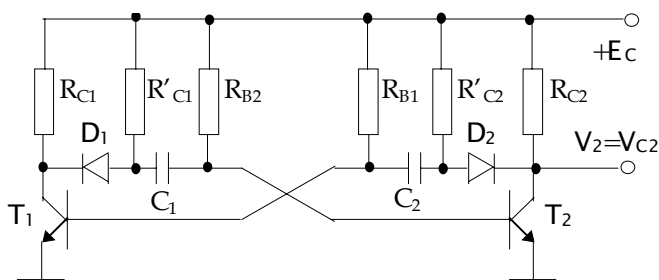 +EC
RC1 R'C1 RB2 RB1 R'C2 RC2
D1 D2 V2=VC2
C1 C2
T1 T2